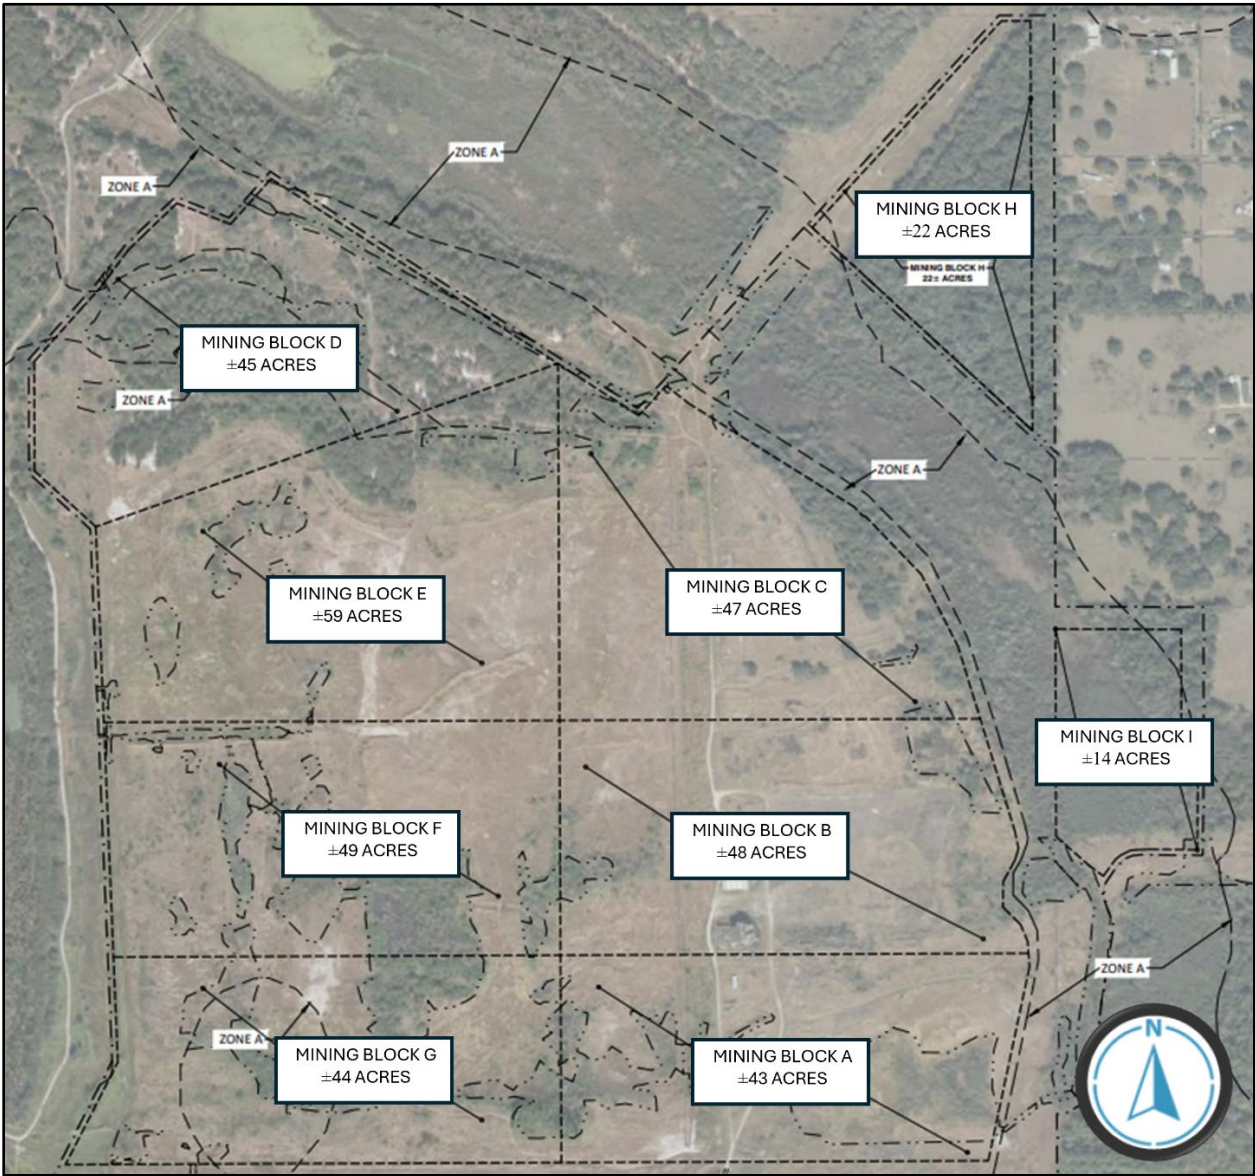 ZONE A
ZONE A
MINING BLOCK H
±22 ACRES
MINING BLOCK H
22± ACRES
MINING BLOCK D
±45 ACRES
ZONE A
ZONE A
MINING BLOCK E
±59 ACRES
MINING BLOCK C
±47 ACRES
MINING BLOCK I
±14 ACRES
MINING BLOCK F
±49 ACRES
MINING BLOCK B
±48 ACRES
ZONE A
ZONE A
MINING BLOCK G
±44 ACRES
MINING BLOCK A
±43 ACRES
N